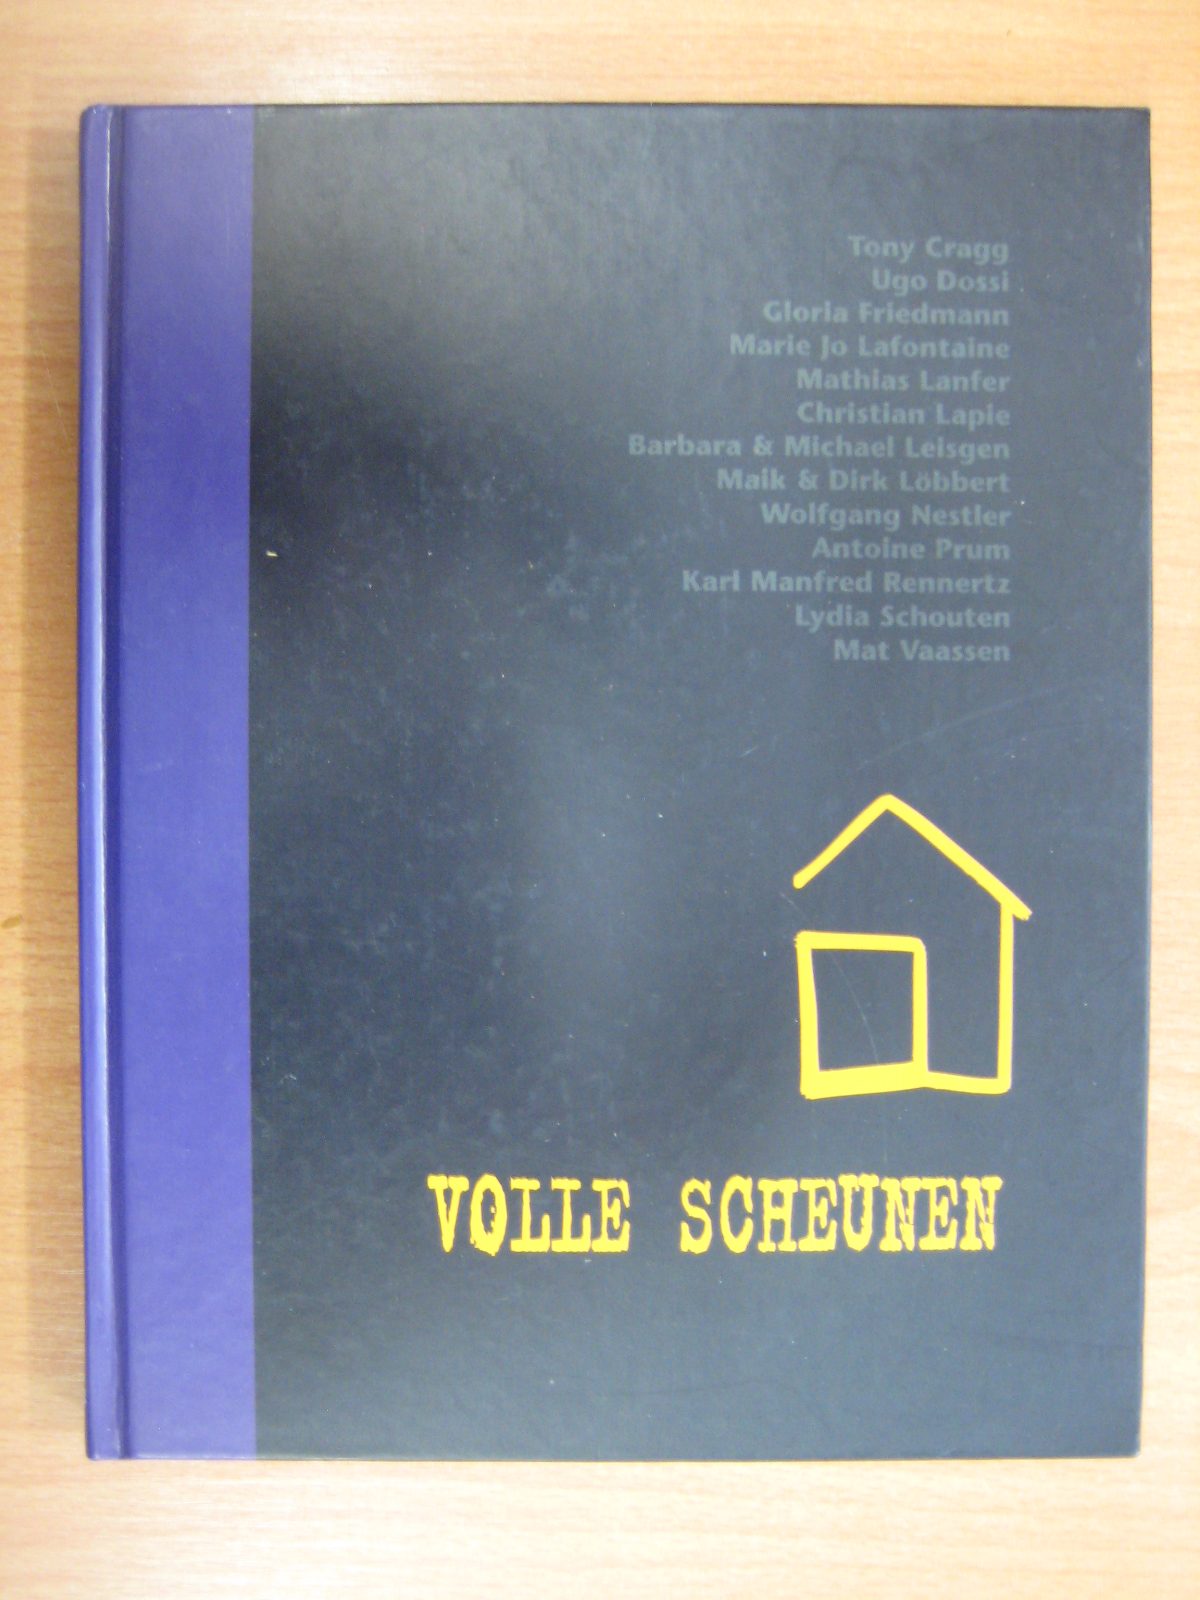 Tony Cragg
Ugo Dossi
Gloria Friedmann
Marie Jo Lafontaine
Mathias Lanfer
Christian Lapie
Barbara & Michael Leisgen
Maik & Dirk Löbbert
Wolfgang Nestler
Antoine Prum
Karl Manfred Rennertz
Lydia Schouten
Mat Vaassen
VOLLE SCHEUNEN